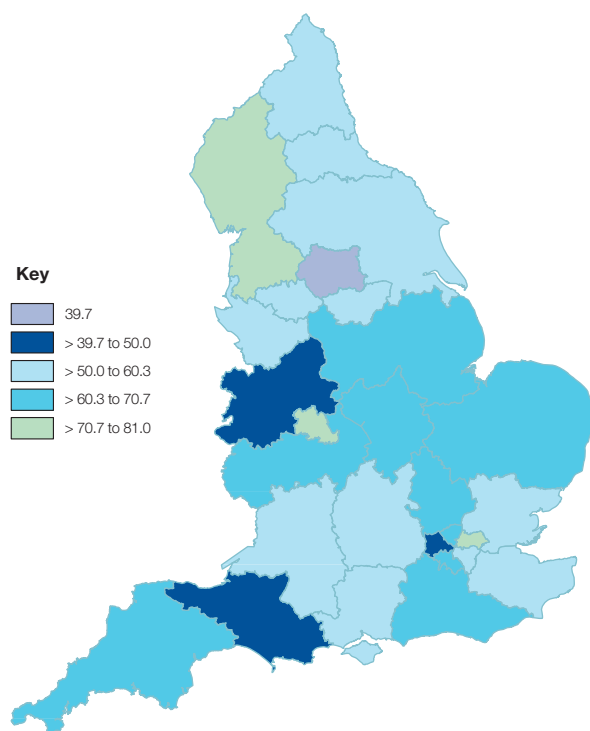 Key
39.7
> 39.7 to 50.0
> 50.0 to 60.3
> 60.3 to 70.7
> 70.7 to 81.0